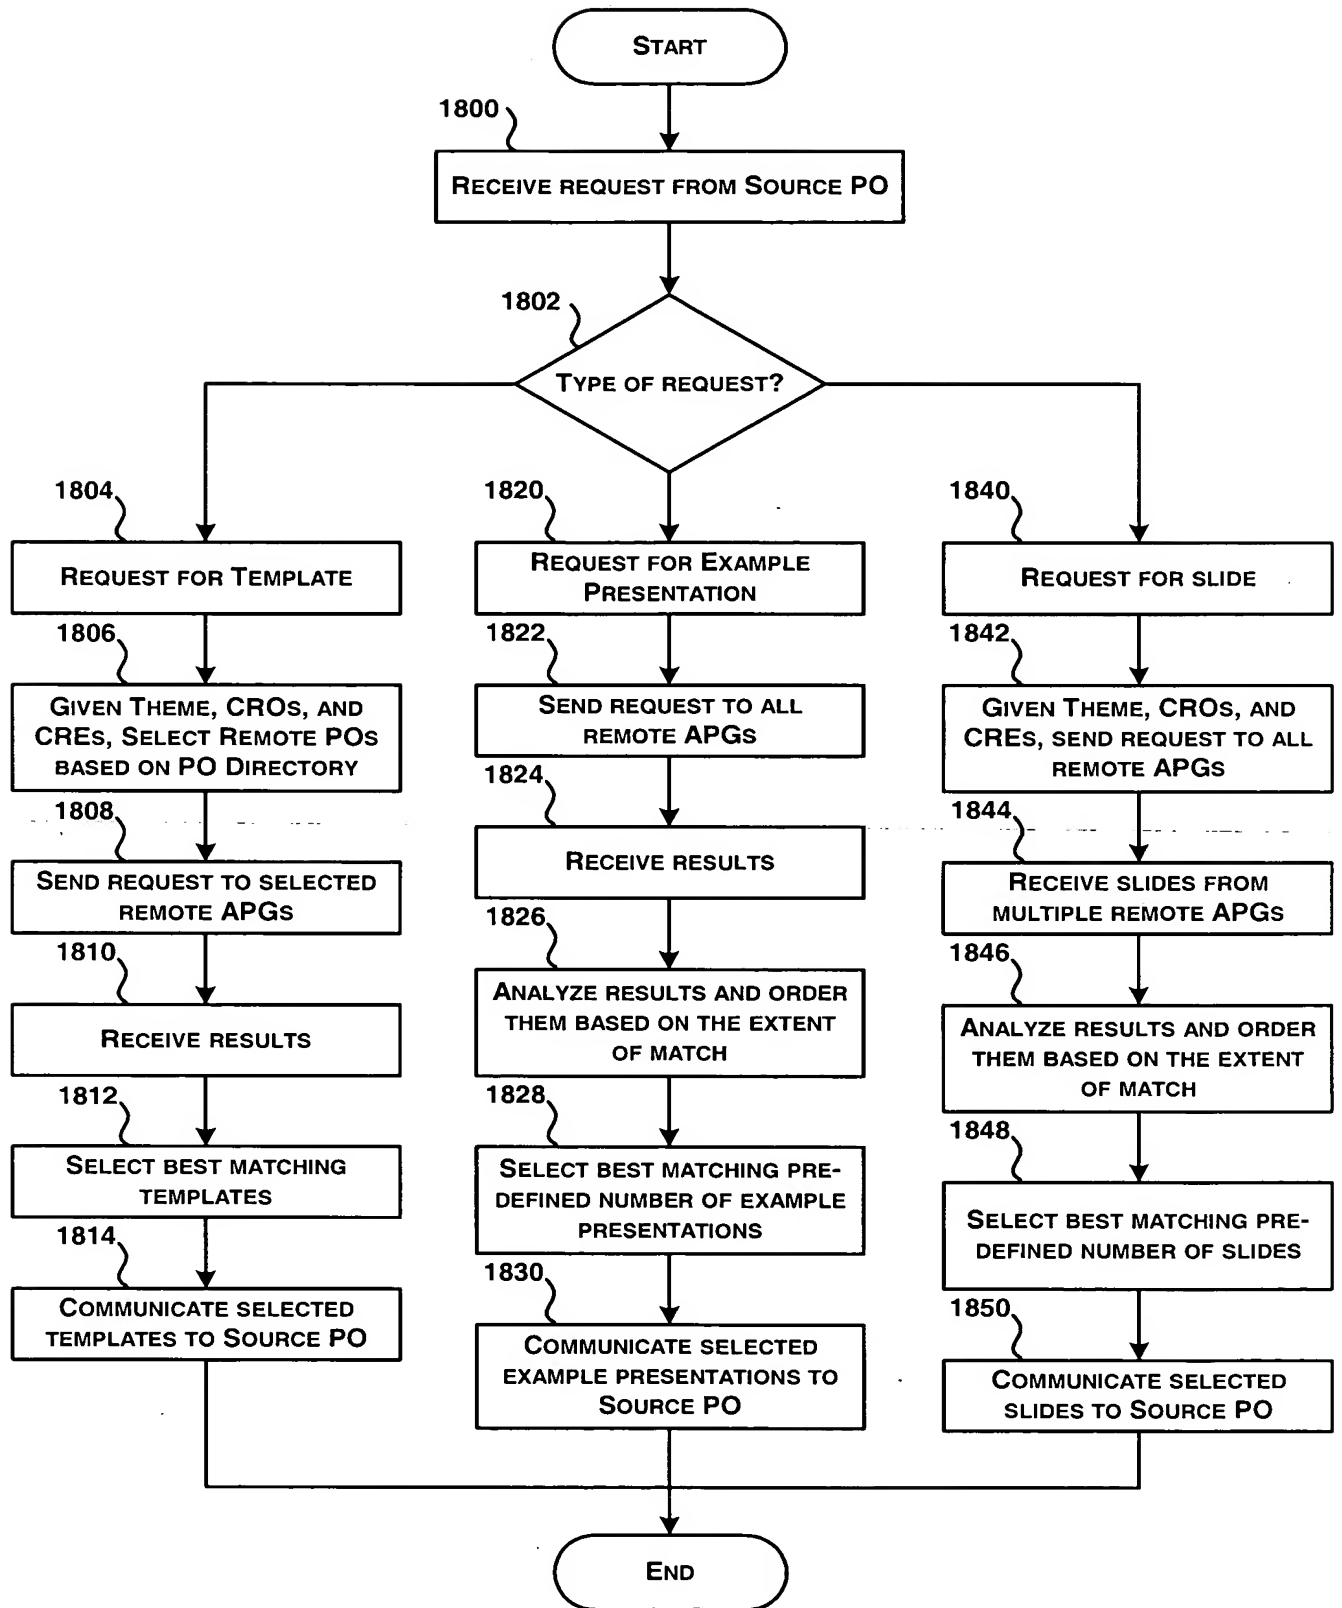 START
1800
RECEIVE REQUEST FROM SOURCE PO
1802
TYPE OF REQUEST?
1804
REQUEST FOR TEMPLATE
1806
GIVEN THEME, CROS, AND
CRES, SELECT REMOTE POS
BASED ON PO DIRECTORY
1808
SEND REQUEST TO SELECTED
REMOTE APGS
1810
RECEIVE RESULTS
1812
SELECT BEST MATCHING
TEMPLATES
1814
COMMUNICATE SELECTED
TEMPLATES TO SOURCE PO
1820
REQUEST FOR EXAMPLE
PRESENTATION
1822
SEND REQUEST TO ALL
REMOTE APGS
1824
RECEIVE RESULTS
1826
ANALYZE RESULTS AND ORDER
THEM BASED ON THE EXTENT
OF MATCH
1828
SELECT BEST MATCHING PRE-
DEFINED NUMBER OF EXAMPLE
PRESENTATIONS
1830
COMMUNICATE SELECTED
EXAMPLE PRESENTATIONS TO
SOURCE PO
1840
REQUEST FOR SLIDE
1842
GIVEN THEME, CROS, AND
CRES, SEND REQUEST TO ALL
REMOTE APGS
1844
RECEIVE SLIDES FROM
MULTIPLE REMOTE APGS
1846
ANALYZE RESULTS AND ORDER
THEM BASED ON THE EXTENT
OF MATCH
1848
SELECT BEST MATCHING PRE-
DEFINED NUMBER OF SLIDES
1850
COMMUNICATE SELECTED
SLIDES TO SOURCE PO
END